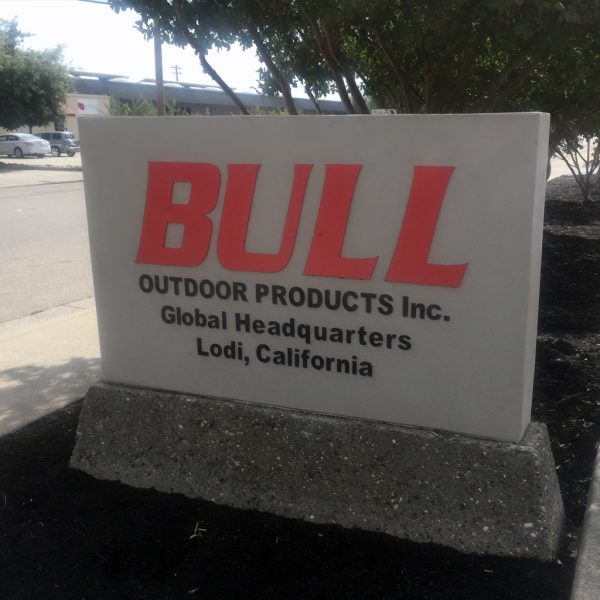 BULL
OUTDOOR PRODUCTS Inc.
Global Headquarters
Lodi, California